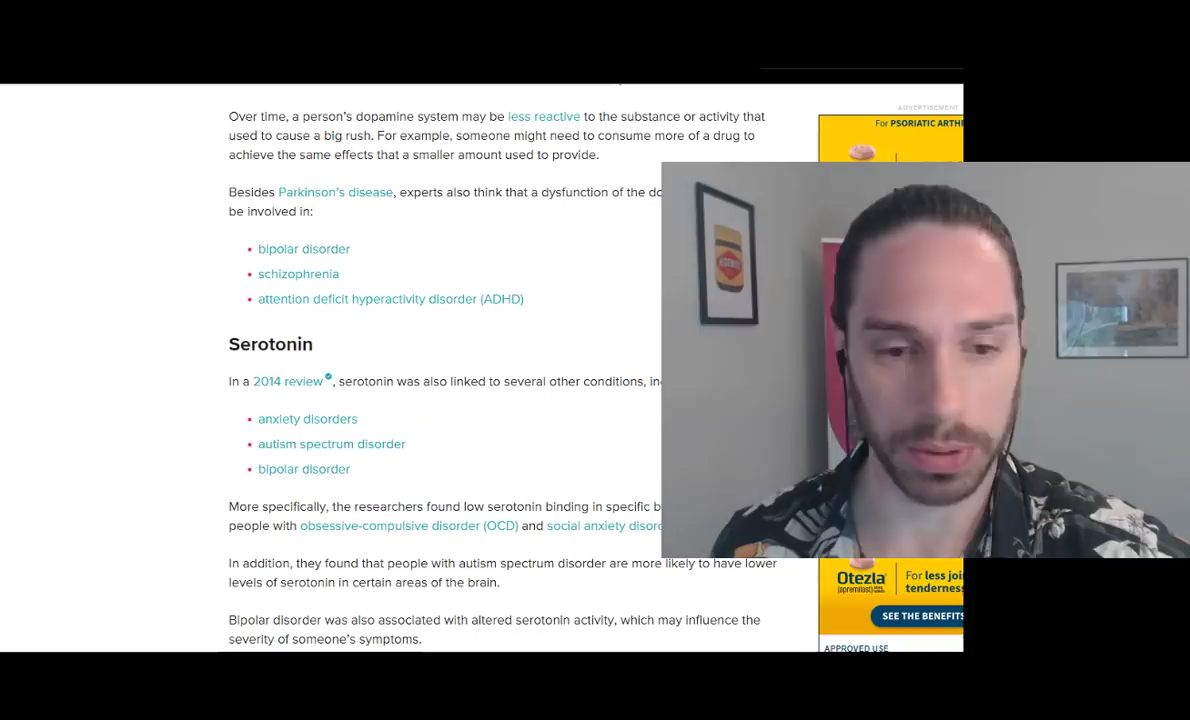 Over time, a person's dopamine system may be less reactive to the substance or activity that
used to cause a big rush. For example, someone might need to consume more of a drug to
achieve the same effects that a smaller amount used to provide.
Besides Parkinson's disease, experts also think that a dysfunction of the
be involved in:
• bipolar disorder
• schizophrenia
• attention deficit hyperactivity disorder (ADHD)
Serotonin
In a 2014 review, serotonin was also linked to several other conditions,
• anxiety disorders
• autism spectrum disorder
• bipolar disorder
More specifically, the researchers found low serotonin binding in specific
people with obsessive-compulsive disorder (OCD) and social anxiety
In addition, they found that people with autism spectrum disorder are more likely to have lower
levels of serotonin in certain areas of the brain.
Bipolar disorder was also associated with altered serotonin activity, which may influence the
severity of someone's symptoms.
ADVERTISEMENT
For PSORIATIC
Otezla
(apremilast)
For less
tenderness
SEE THE BENEFITS
APPROVED USE